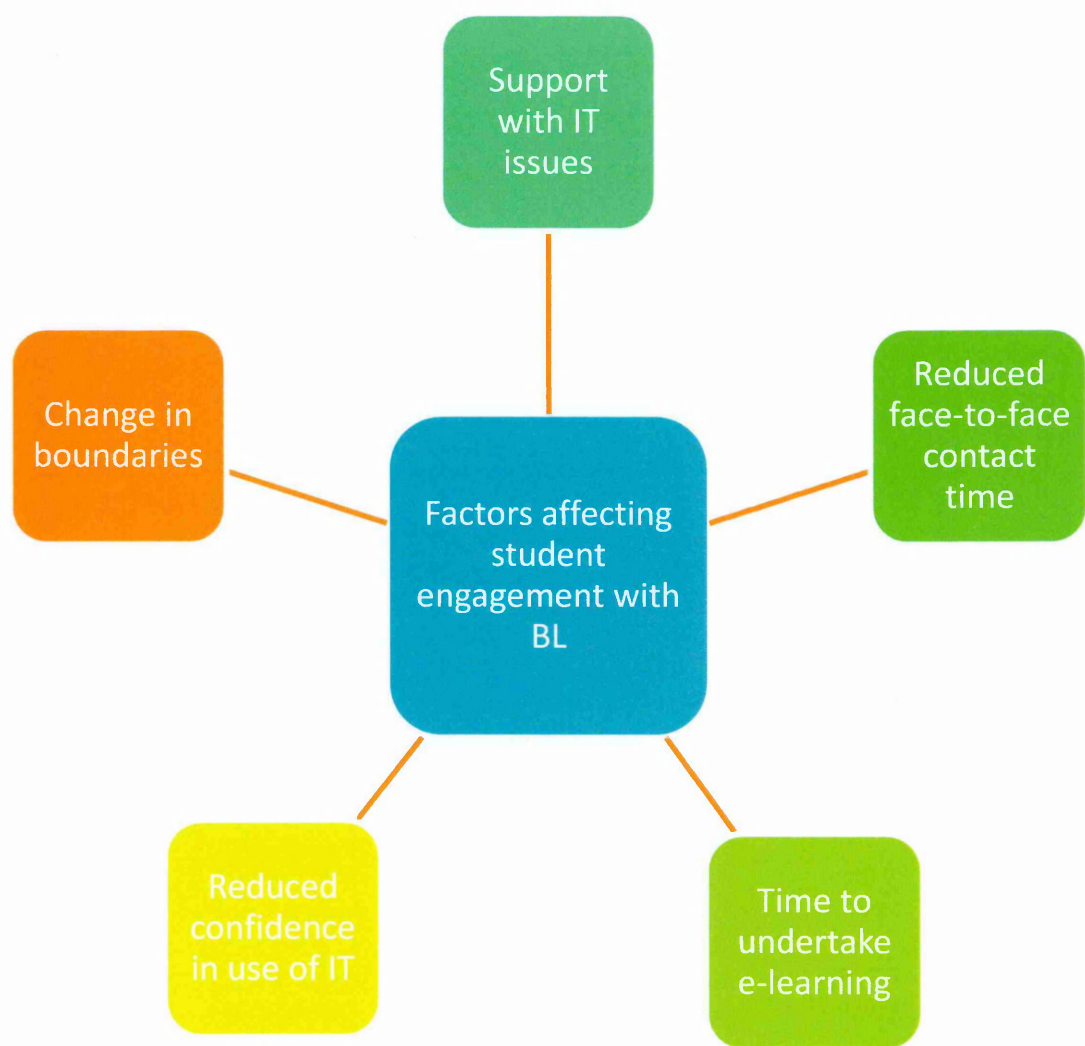 Support
with IT
issues
Change in
boundaries
Reduced
face-to-face
contact
time
Factors affecting
student
engagement with
BL
Reduced
confidence
in use of IT
Time to
undertake
e-learning